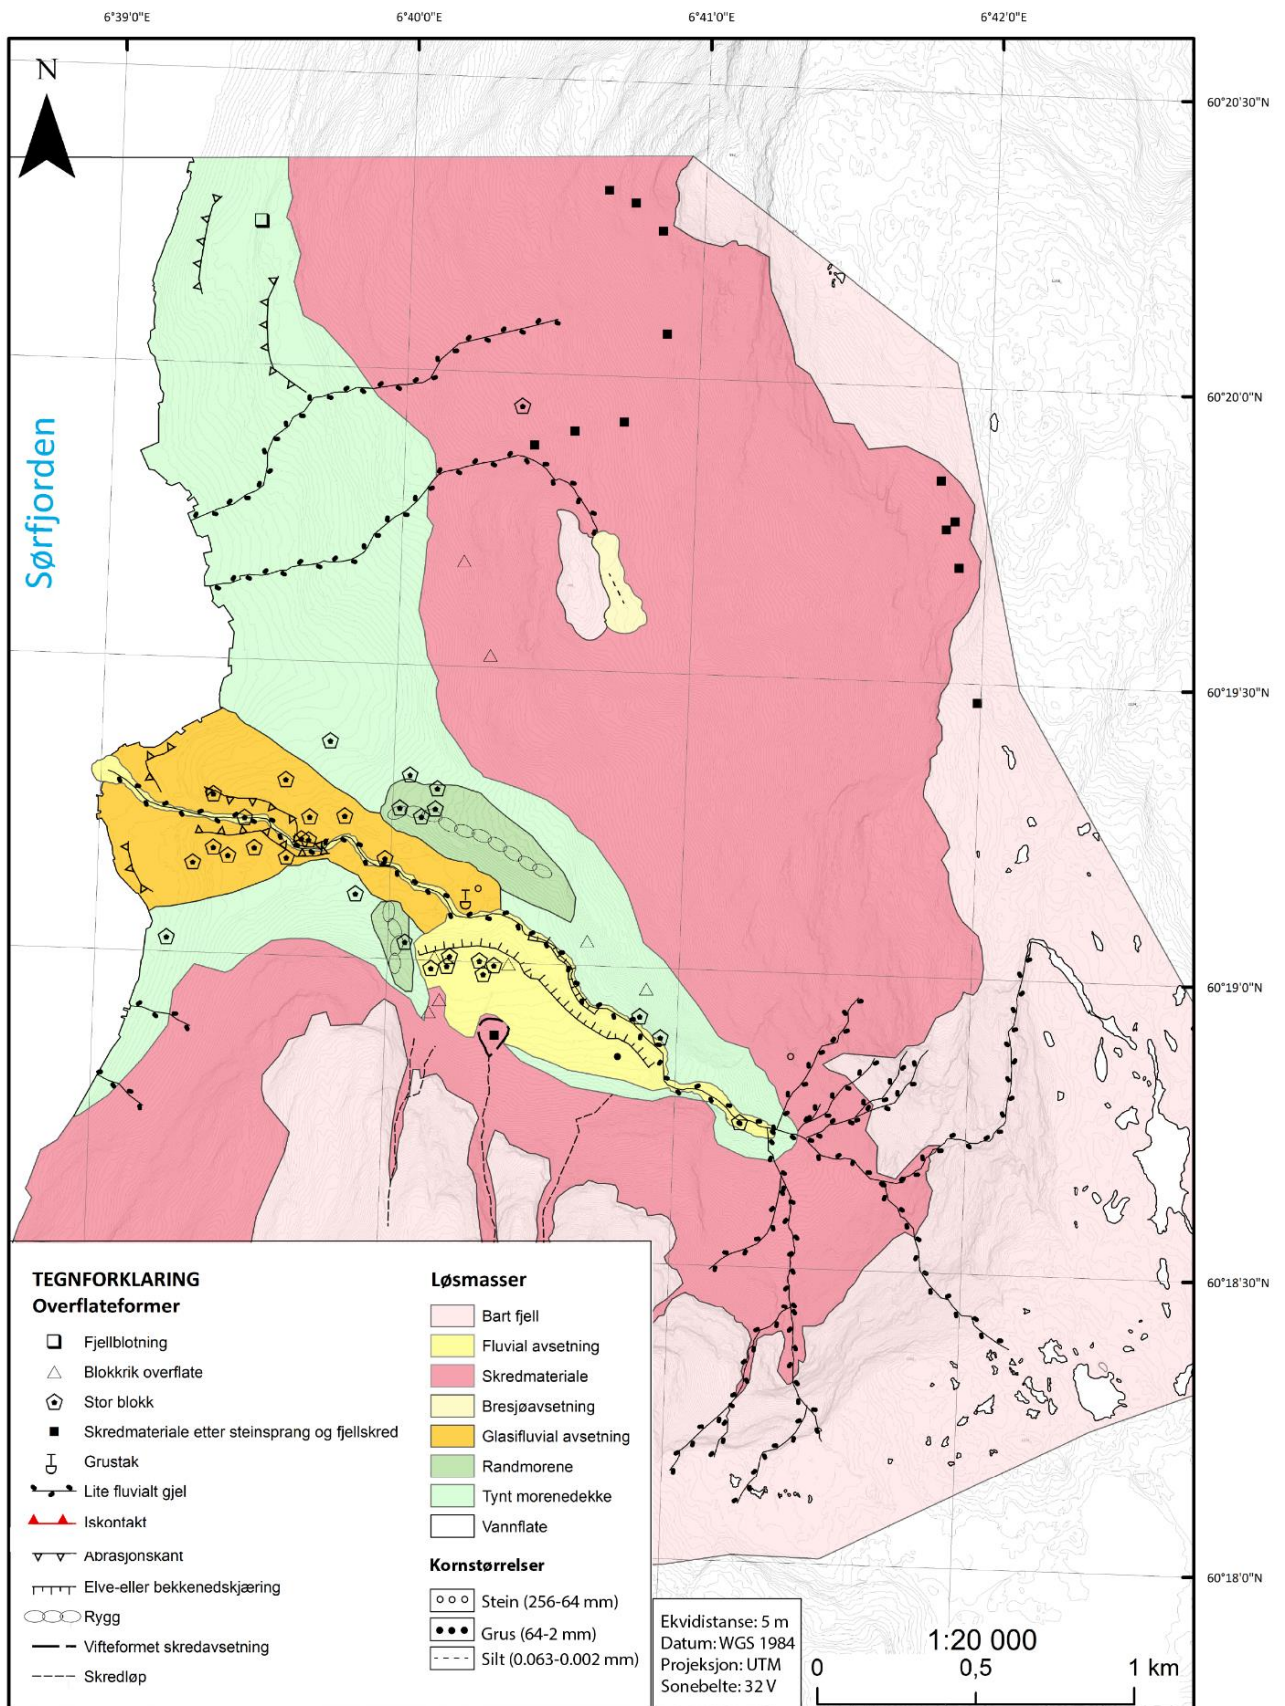 6°39'0"E 6°40'0"E 6°41'0"E 6°42'0"E
N
60°20'30"N
60°20'0"N
Sørfjorden
60°19'30"N
60°19'0"N
60°18'30"N
60°18'0"N
TEGNFORKLARING
Overflateformer
Fjellblotning
Blokkrik overflate
Stor blokk
Skredmateriale etter steinsprang og fjellskred
Grustak
Lite fluvialt gjel
Iskontakt
Abrasjonskant
Elve-eller bekkenedskjæring
Rygg
Vifteformet skredavsetning
Skredløp
Løsmasser
Bart fjell
Fluvial avsetning
Skredmateriale
Bresjøavsetning
Glasifluvial avsetning
Randmorene
Tynt morenedekke
Vannflate
Kornstørrelser
Stein (256-64 mm)
Grus (64-2 mm)
Silt (0.063-0.002 mm)
Ekvidistanse: 5 m
Datum: WGS 1984
Projeksjon: UTM
Sonebelte: 32 V
1:20 000
0 0,5 1 km